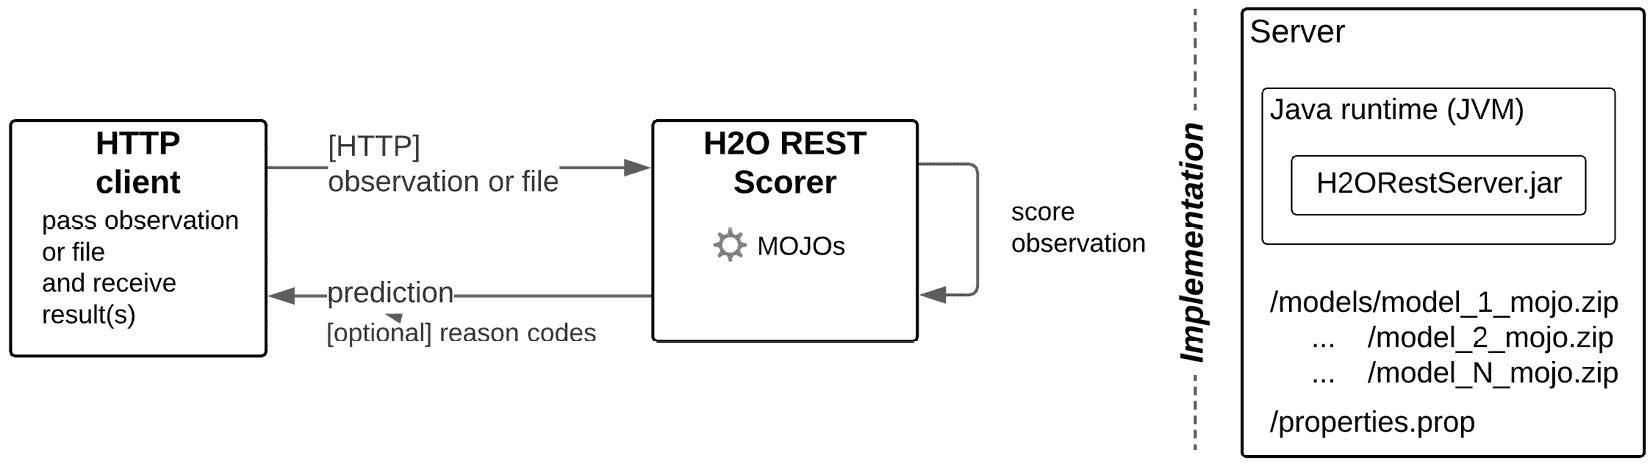 HTTP
client
pass observation
or file
and receive
result(s)
[HTTP]
observation or file
prediction
[optional] reason codes
H2O REST
Scorer
MOJOs
score
observation
Implementation
Server
Java runtime (JVM)
H2ORestServer.jar
/models/model_1_mojo.zip
... /model_2_mojo.zip
... /model_N_mojo.zip
/properties.prop